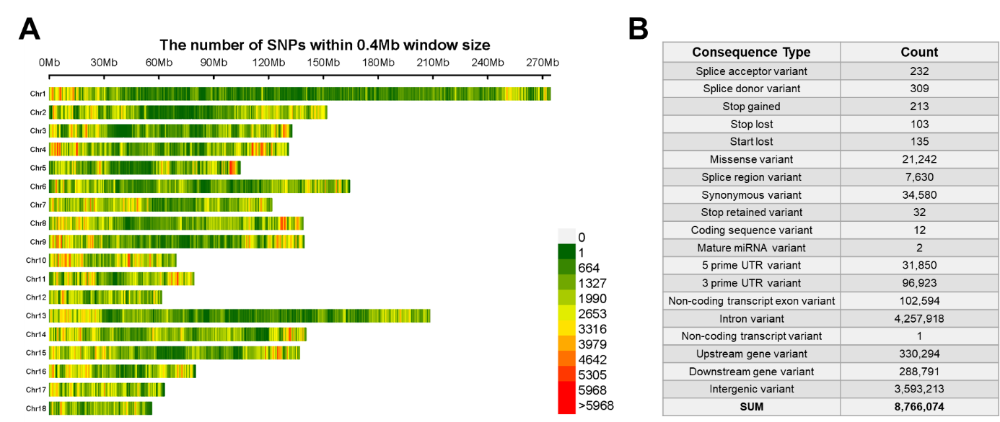 A
The number of SNPs within 0.4Mb window size
0Mb 30Mb 60Mb 90Mb 120Mb 150Mb 180Mb 210Mb 240Mb 270Mb
Chr1
Chr2
Chr3
Chr4
Chr5
Chr6
Chr7
Chr8
Chr9
Chr10
Chr11
Chr12
Chr13
Chr14
Chr15
Chr16
Chr17
Chr18
0
1
664
1327
1990
2653
3316
3979
4642
5305
5968
>5968
B
Consequence Type Count
Splice acceptor variant 232
Splice donor variant 309
Stop gained 213
Stop lost 103
Start lost 135
Missense variant 21,242
Splice region variant 7,630
Synonymous variant 34,580
Stop retained variant 32
Coding sequence variant 12
Mature miRNA variant 2
5 prime UTR variant 31,850
3 prime UTR variant 96,923
Non-coding transcript exon variant 102,594
Intron variant 4,257,918
Non-coding transcript variant 1
Upstream gene variant 330,294
Downstream gene variant 288,791
Intergenic variant 3,593,213
SUM 8,766,074